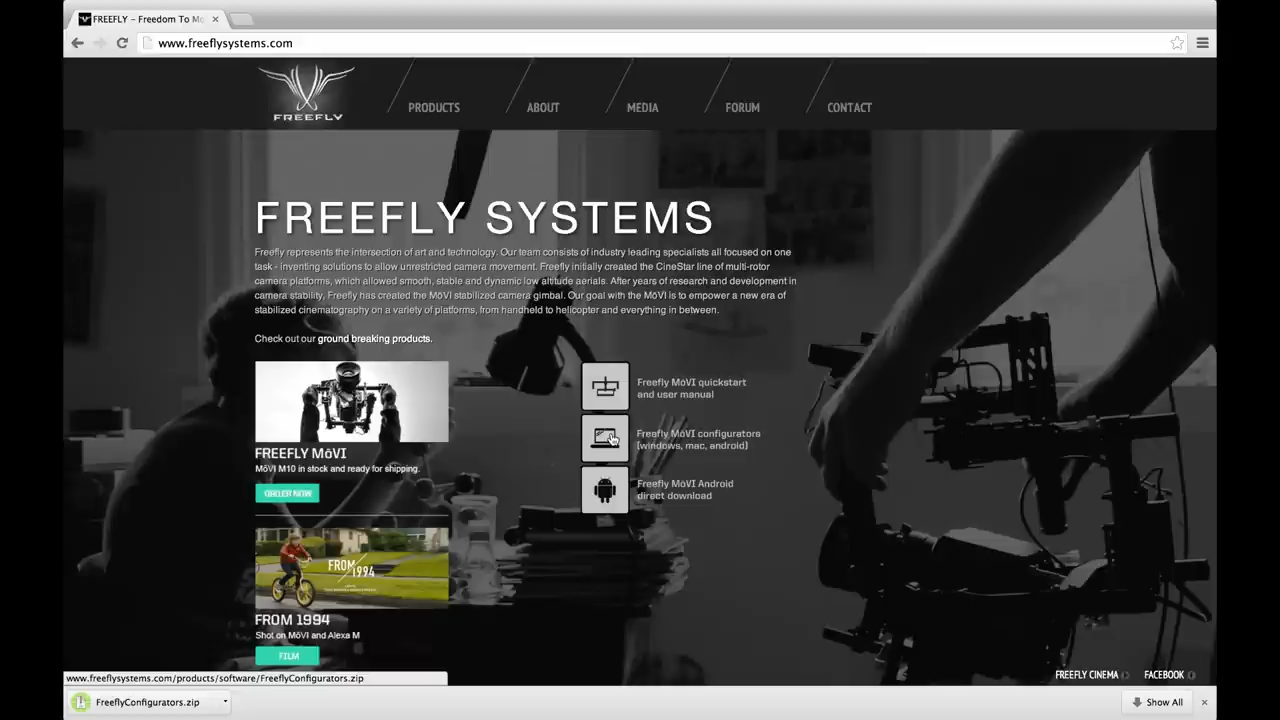 FREEFLY - Freedom To Mo
www.freeflysystems.com
FREEFLY
PRODUCTS
ABOUT
MEDIA
FORUM
CONTACT
FREEFLY SYSTEMS
Freefly represents the intersection of art and technology. Our team consists of industry leading specialists all focused on one
task - inventing solutions to allow unrestricted camera movement. Freefly initially created the CineStar line of multi-rotor
camera platforms, which allowed smooth, stable and dynamic low altitude aerials. After years of research and development in
camera stability, Freefly has created the MōVI stabilized camera gimbal. Our goal with the MōVI is to empower a new era of
stabilized cinematography on a variety of platforms, from handheld to helicopter and everything in between.
Check out our ground breaking products.
FREEFLY MōVI
MōVI M10 in stock and ready for shipping.
ORDER NOW
Freefly MōVI quickstart
and user manual
Freefly MōVI configurators
(windows, mac, android)
Freefly MōVI Android
direct download
FROM
1994
FROM 1994
Shot on MōVI and Alexa M
FILM
FREEFLY CINEMA
FACEBOOK
www.freeflysystems.com/products/software/FreeflyConfigurators.zip
FreeflyConfigurators.zip
Show All